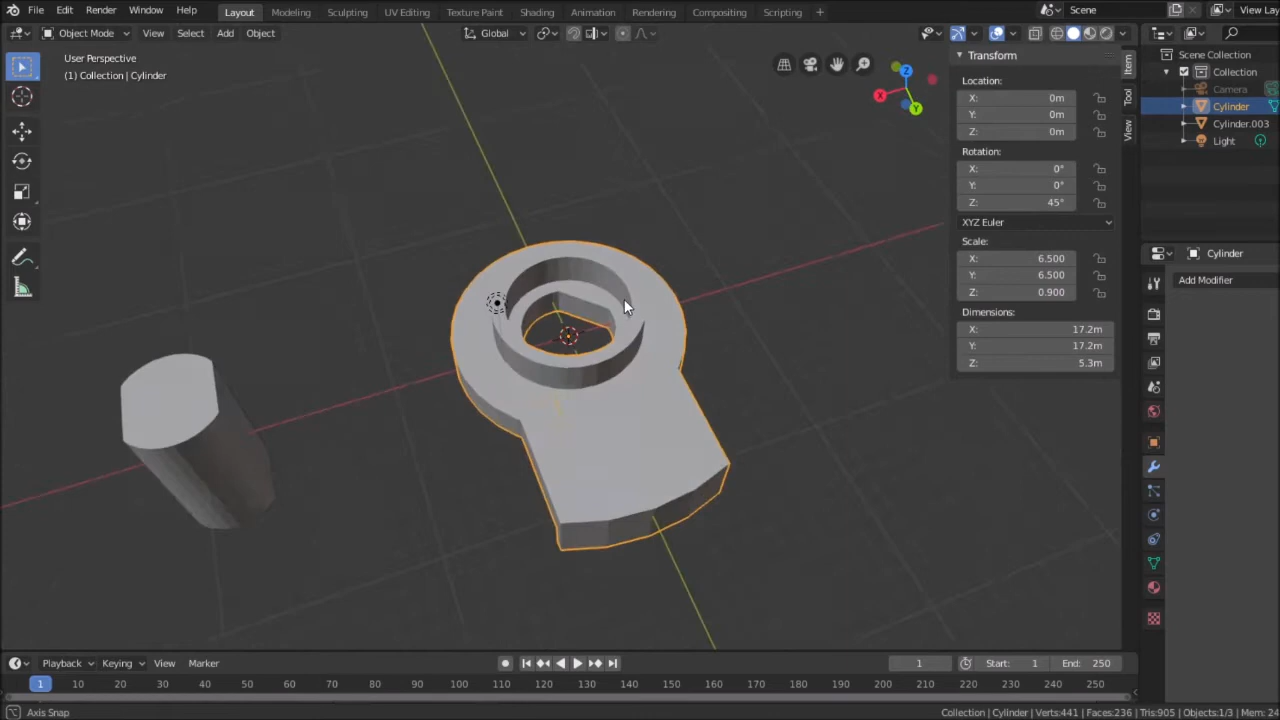 File Edit Render Window Help Layout Modeling Sculpting UV Editing Texture Paint Shading Animation Rendering Compositing Scripting + Scene View Lay
Object Mode View Select Add Object Global
User Perspective
(1) Collection | Cylinder
Z
X
Y
Transform
Location:
X: 0m
Y: 0m
Z: 0m
Rotation:
X: 0°
Y: 0°
Z: 45°
XYZ Euler
Scale:
X: 6.500
Y: 6.500
Z: 0.900
Dimensions:
X: 17.2m
Y: 17.2m
Z: 5.3m
Item
Tool
View
Scene Collection
Collection
Camera
Cylinder
Cylinder.003
Light
Cylinder
Add Modifier
Playback Keying View Marker 1 Start: 1 End: 250
1 10 20 30 40 50 60 70 80 90 100 110 120 130 140 150 160 170 180 190 200 210 220 230 240 250
Axis Snap Collection | Cylinder | Verts:441 | Faces:236 | Tris:905 | Objects:1/3 | Mem: 24